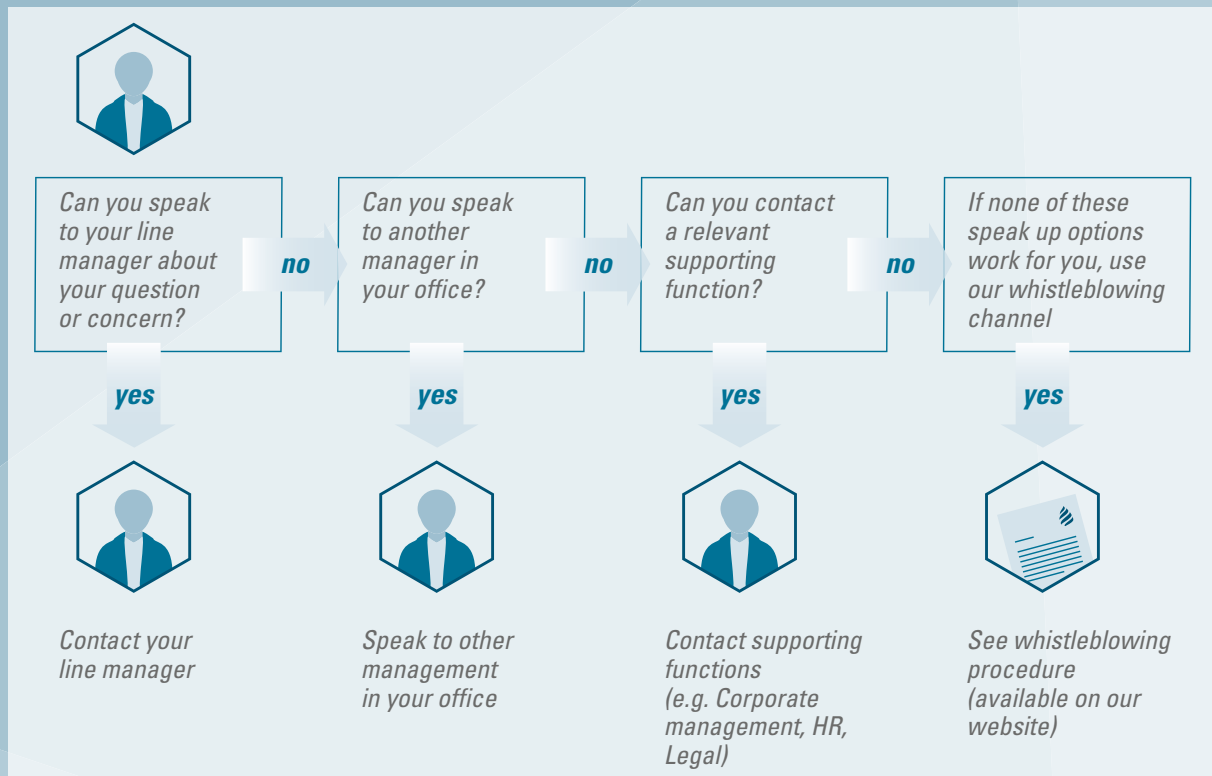 Can you speak
to your line
manager about
your question
or concern?
no
Can you speak
to another
manager in
your office?
no
Can you contact
a relevant
supporting
function?
no
If none of these
speak up options
work for you, use
our whistleblowing
channel
yes
yes
yes
yes
Contact your
line manager
Speak to other
management
in your office
Contact supporting
functions
(e.g. Corporate
management, HR,
Legal)
See whistleblowing
procedure
(available on our
website)